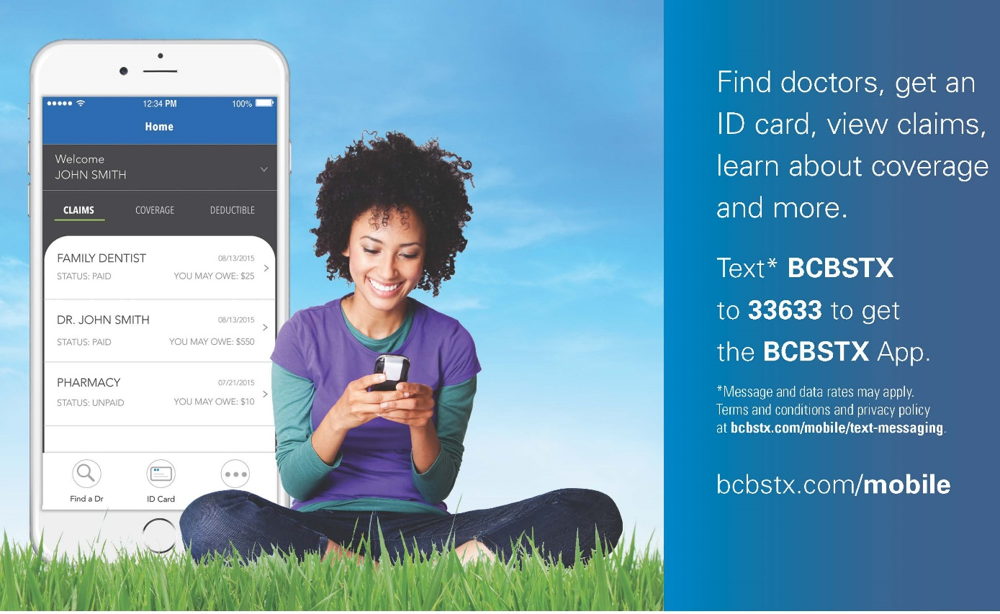 12:34 PM 100%
Home
Welcome
JOHN SMITH
CLAIMS COVERAGE DEDUCTIBLE
FAMILY DENTIST 08/13/2015
STATUS: PAID YOU MAY OWE: $25
DR. JOHN SMITH 08/13/2015
STATUS: PAID YOU MAY OWE: $550
PHARMACY 07/21/2015
STATUS: UNPAID YOU MAY OWE: $10
Find a Dr ID Card
Find doctors, get an
ID card, view claims,
learn about coverage
and more.
Text* BCBSTX
to 33633 to get
the BCBSTX App.
*Message and data rates may apply.
Terms and conditions and privacy policy
at bcbstx.com/mobile/text-messaging.
bcbstx.com/mobile